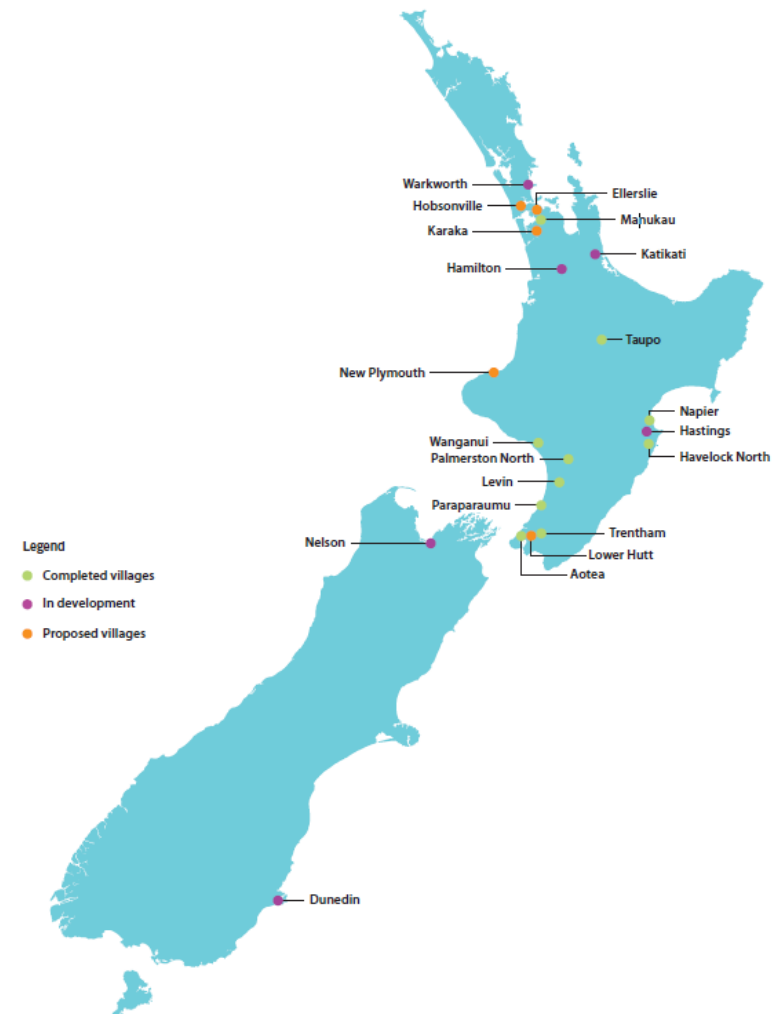 Warkworth
Ellerslie
Hobsonville
Manukau
Karaka
Katikati
Hamilton
Taupo
New Plymouth
Napier
Hastings
Wanganui
Havelock North
Palmerston North
Levin
Paraparaumu
Trentham
Nelson
Lower Hutt
Aotea
Legend
Completed villages
In development
Proposed villages
Dunedin